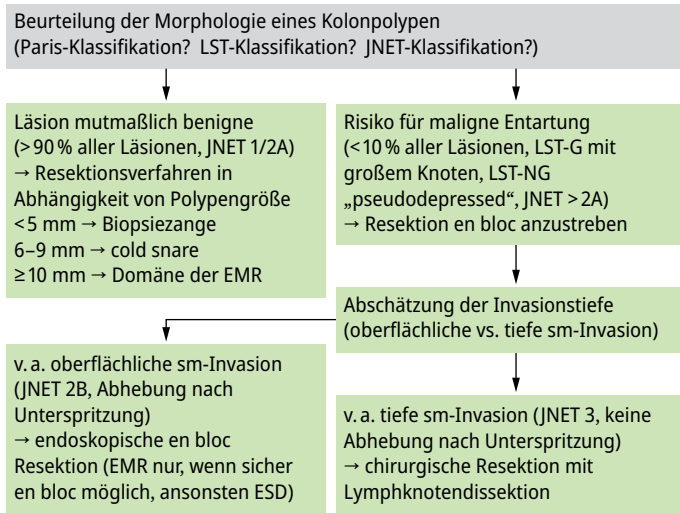 Beurteilung der Morphologie eines Kolonpolypen
(Paris-Klassifikation? LST-Klassifikation? JNET-Klassifikation?)
Läsion mutmaßlich benigne
(> 90 % aller Läsionen, JNET 1/2A)
→ Resektionsverfahren in
Abhängigkeit von Polypengröße
< 5 mm → Biopsiezange
6–9 mm → cold snare
≥ 10 mm → Domäne der EMR
Risiko für maligne Entartung
(< 10 % aller Läsionen, LST-G mit
großem Knoten, LST-NG
„pseudodepressed“, JNET > 2A)
→ Resektion en bloc anzustreben
Abschätzung der Invasionstiefe
(oberflächliche vs. tiefe sm-Invasion)
v. a. oberflächliche sm-Invasion
(JNET 2B, Abhebung nach
Unterspritzung)
→ endoskopische en bloc
Resektion (EMR nur, wenn sicher
en bloc möglich, ansonsten ESD)
v. a. tiefe sm-Invasion (JNET 3, keine
Abhebung nach Unterspritzung)
→ chirurgische Resektion mit
Lymphknotendissektion